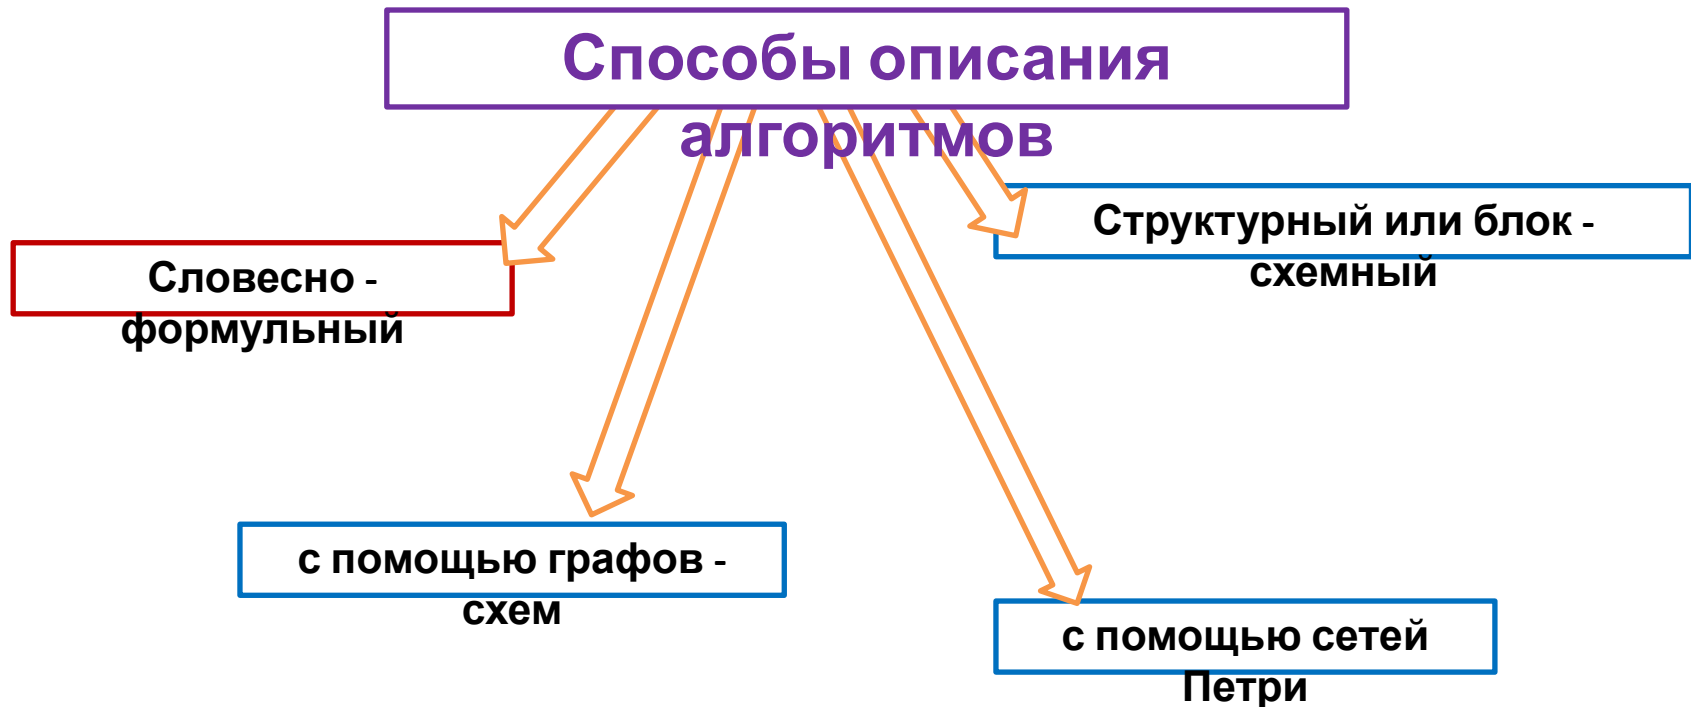 Способы описания
алгоритмов
Структурный или блок -
схемный
Словесно -
формульный
с помощью графов -
схем
с помощью сетей
Петри